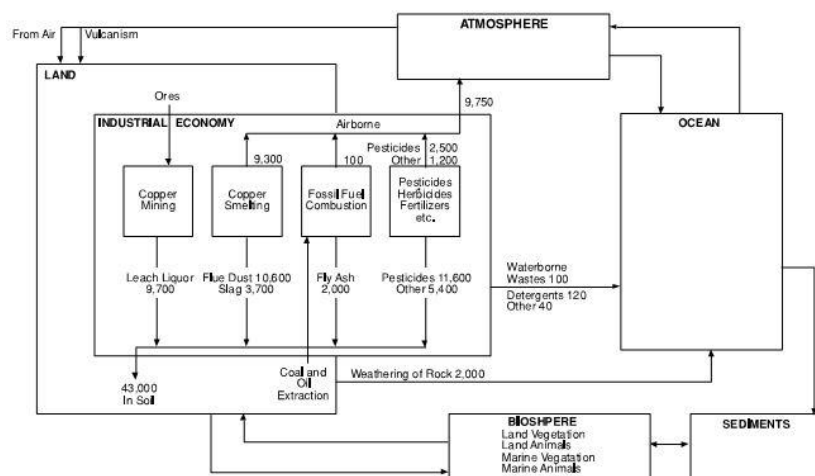 ATMOSPHERE
From Air
Vulcanism
LAND
9,750
Ores
INDUSTRIAL ECONOMY
Airborne
OCEAN
9,300
100
Pesticides 2,500
Other 1,200
Copper
Mining
Copper
Smelting
Fossil Fuel
Combustion
Pesticides
Herbicides
Fertilizers
etc.
Leach Liquor
9,700
Flue Dust 10,600
Slag 3,700
Fly Ash
2,000
Pesticides 11,600
Other 5,400
Waterborne
Wastes 100
Detergents 120
Other 40
43,000
In Soil
Coal and
Oil
Extraction
Weathering of Rock 2,000
BIOSHPERE
Land Vegetation
Land Animals
Marine Vegatation
Marine Animals
SEDIMENTS